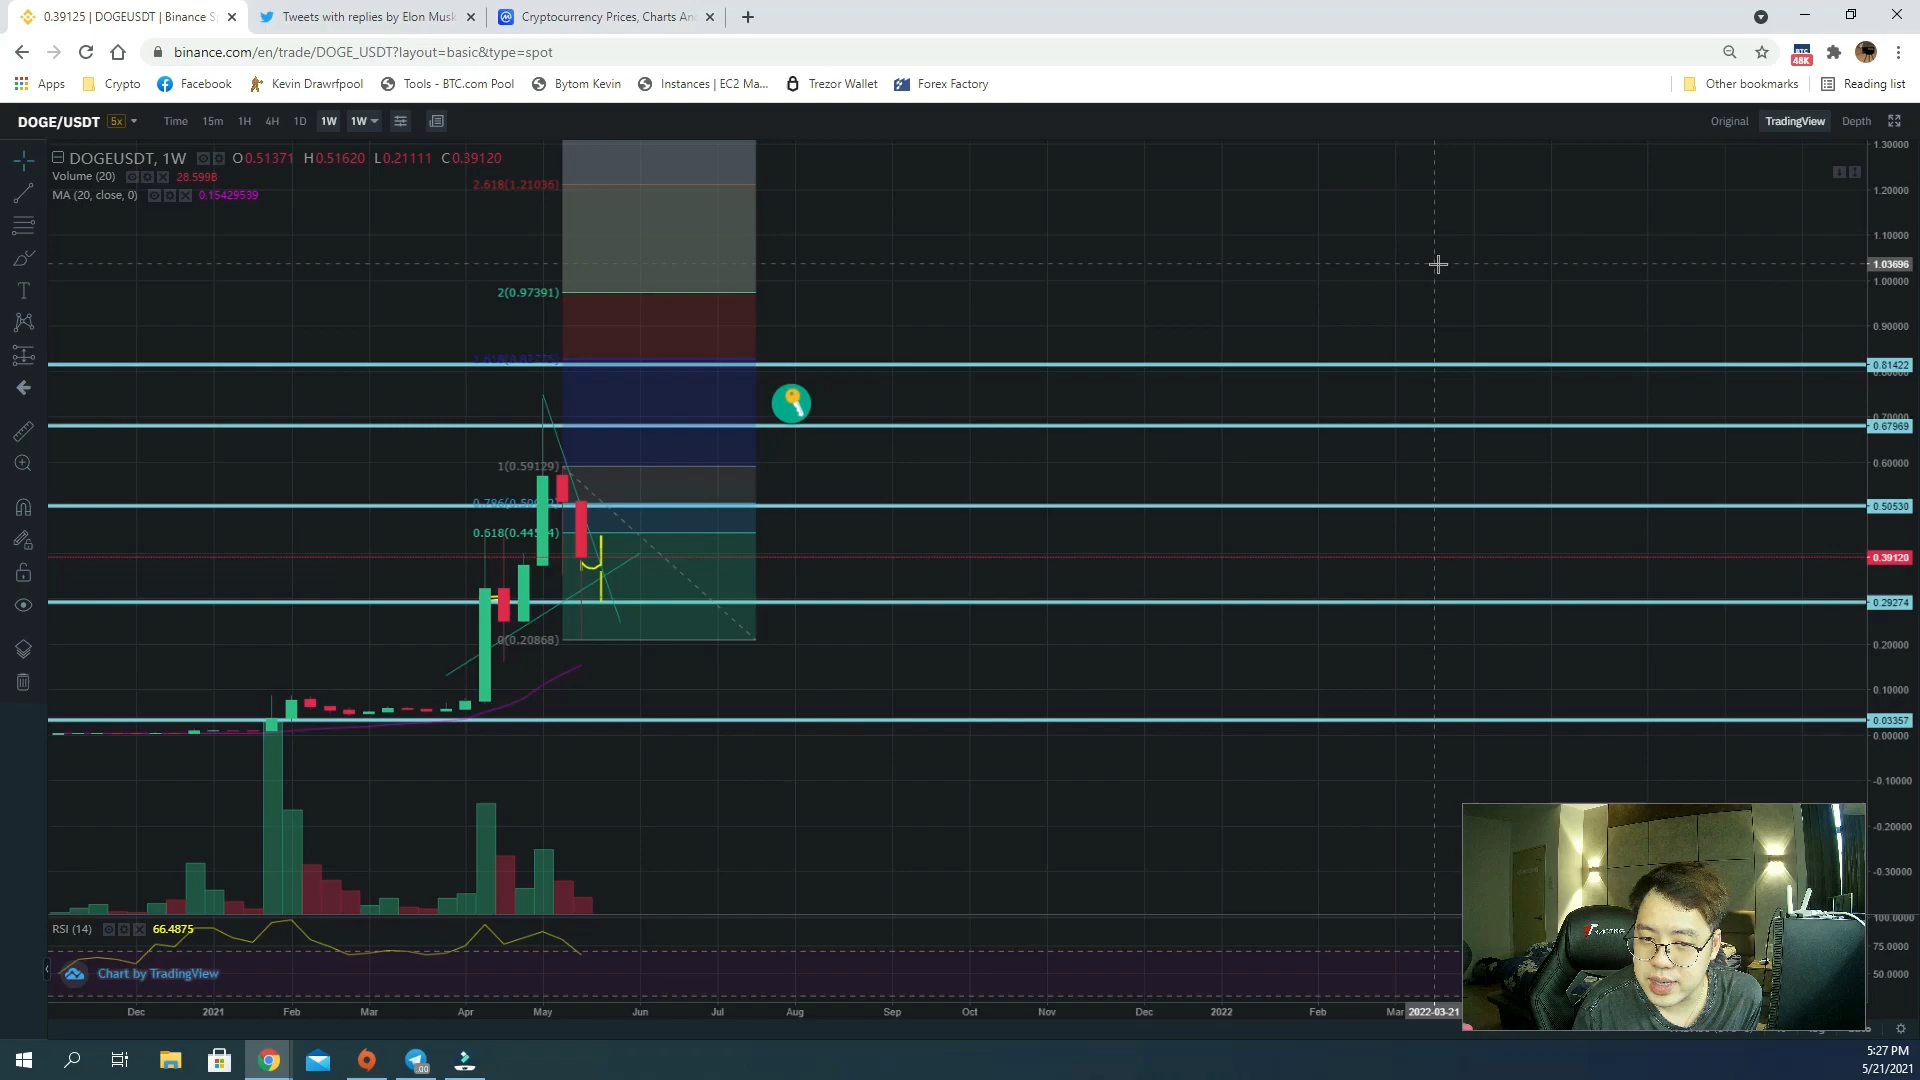 0.39125 | DOGEUSDT | Binance S
Tweets with replies by Elon Musk
Cryptocurrency Prices, Charts An
binance.com/en/trade/DOGE_USDT?layout=basic&type=spot
BTC
48K
Apps
Crypto
Facebook
Kevin Drawrfpool
Tools - BTC.com Pool
Bytom Kevin
Instances | EC2 Ma...
Trezor Wallet
Forex Factory
Other bookmarks
Reading list
DOGE/USDT 5x
Time 15m 1H 4H 1D 1W 1W
Original TradingView Depth
DOGEUSDT, 1W O0.51371 H0.51620 L0.21111 C0.39120
Volume (20) 28.599B
MA (20, close, 0) 0.15429539
2.618(1.21036)
2(0.97391)
1(0.59129)
0(0.20868)
1.30000
1.20000
1.10000
1.03696
1.00000
0.90000
0.81422
0.67969
0.60000
0.50530
0.39120
0.29274
0.20000
0.10000
0.03357
0.00000
-0.10000
-0.20000
-0.30000
100.0000
75.0000
50.0000
RSI (14) 66.4875
Chart by TradingView
Dec 2021 Feb Mar Apr May Jun Jul Aug Sep Oct Nov Dec 2022 Feb Mar 2022-03-21
5:27 PM
5/21/2021